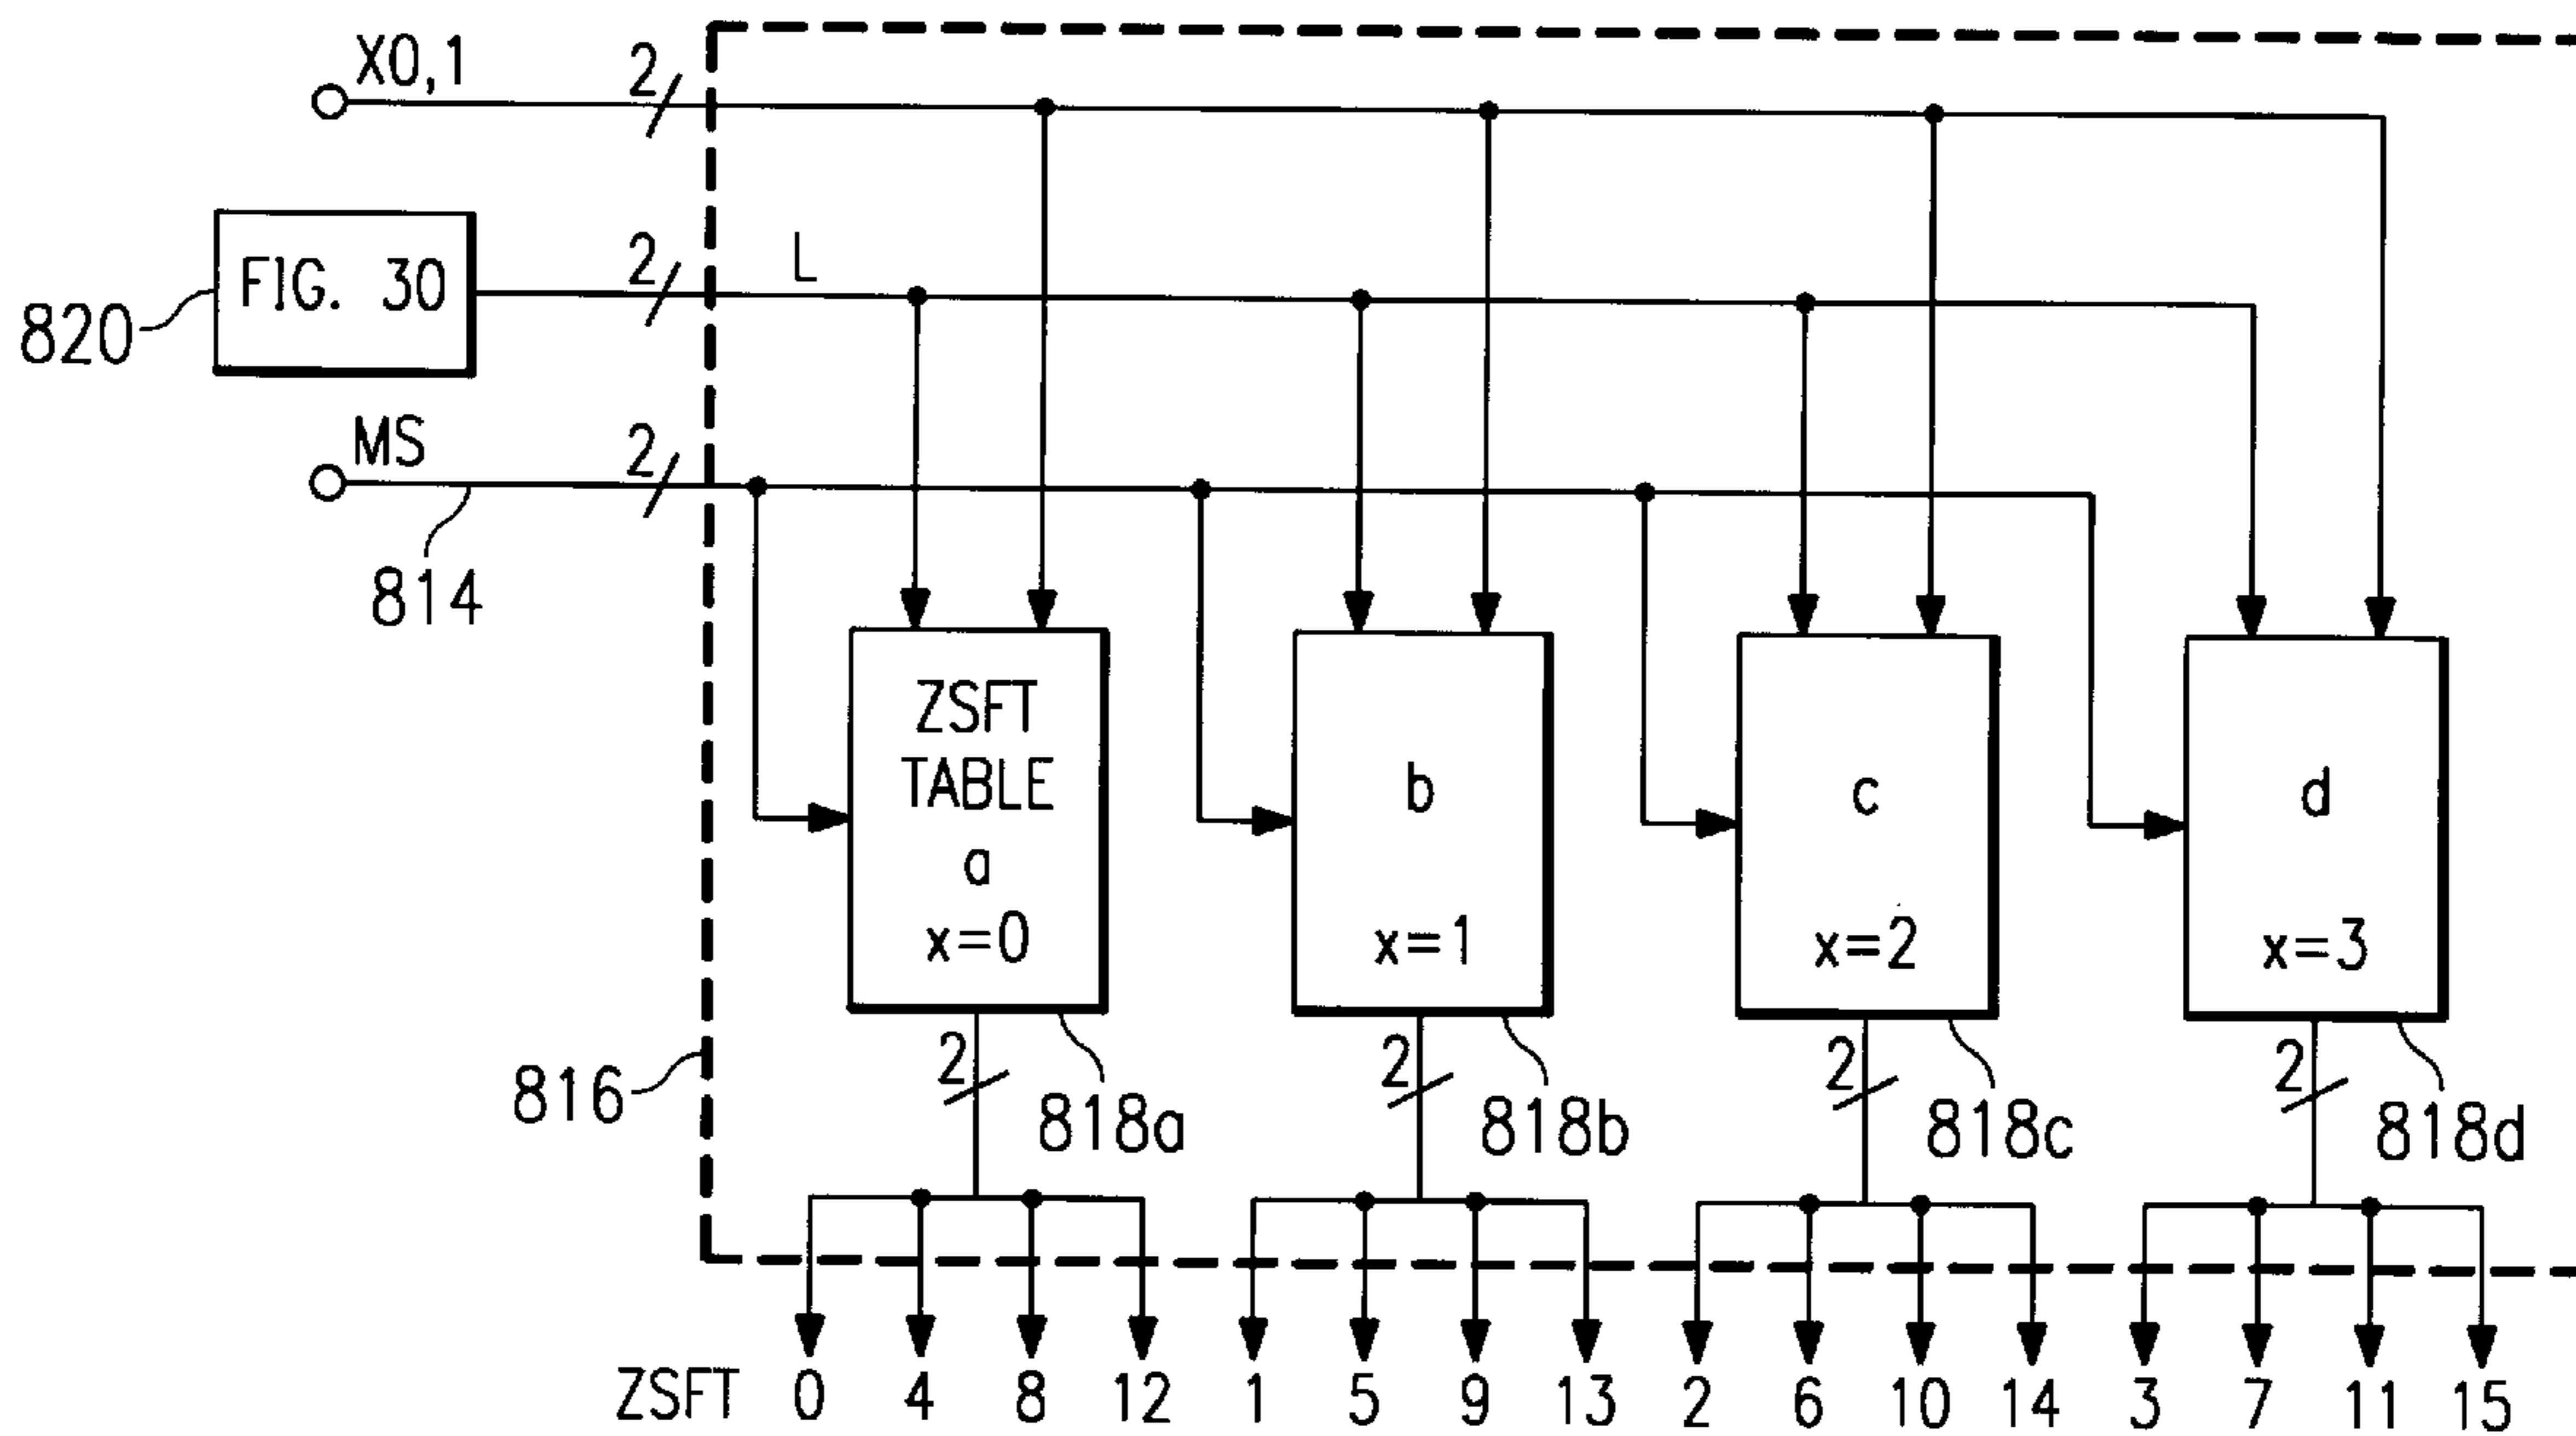 X0,1
2
FIG. 30
820
2
L
MS
2
814
ZSFT
TABLE
a
x=0
b
x=1
c
x=2
d
x=3
816
2
818a
2
818b
2
818c
2
818d
ZSFT 0 4 8 12 1 5 9 13 2 6 10 14 3 7 11 15